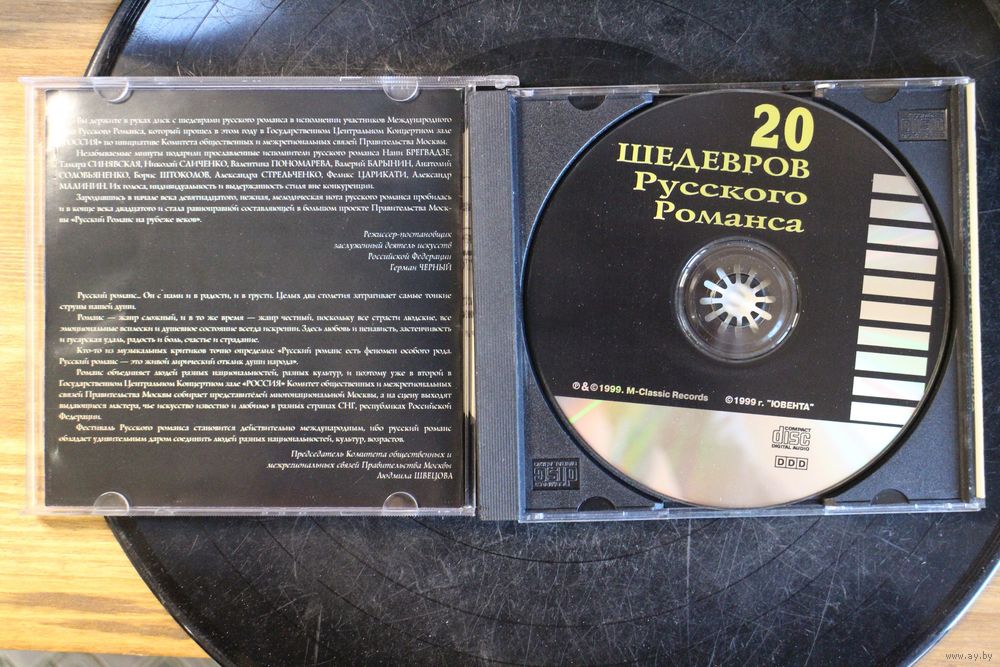 Вы держите в руках диск с шедеврами русского романса в исполнении участников Международного
Русского Романса, который прошел в этом году в Государственном Центральном Концертном зале
«РОССИЯ» по инициативе Комитета общественных и межрегиональных связей Правительства Москвы.
Незабываемые минуты подарили прославленные исполнители русского романса Нани БРЕГВАДЗЕ,
Тамара СИНЯВСКАЯ, Николай СЛИЧЕНКО, Валентина ПОНОМАРЕВА, Валерий БАРЫНИН, Анатолий
СОЛОВЬЯНЕНКО, Борис ШТОКОЛОВ, Александра СТРЕЛЬЧЕНКО, Феликс ЦАРИКАТИ, Александр
МАЛИНИН. Их голоса, индивидуальность и выдержанность стиля вне конкуренции.
Зародившись в начале века девятнадцатого, нежная, мелодическая нота русского романса пробилась
и в конце века двадцатого и стала равноправной составляющей в большом проекте Правительства Мос-
квы «Русский Романс на рубеже веков».
Режиссер-постановщик
заслуженный деятель искусств
Российской Федерации
Герман ЧЕРНЫЙ
Русский романс... Он с нами и в радости, и в грусти. Целых два столетия затрагивает самые тонкие
струны нашей души.
Романс — жанр сложный, и в то же время — жанр честный, поскольку все страсти людские, все
эмоциональные всплески и душевное состояние всегда искренни. Здесь любовь и ненависть, застенчивость
и гусарская удаль, радость и боль, счастье и страдание.
Кто-то из музыкальных критиков точно определил: «Русский романс есть феномен особого рода.
Русский романс — это живой лирический отклик души народа».
Романс объединяет людей разных национальностей, разных культур, и поэтому уже в второй в
Государственном Центральном Концертном зале «РОССИЯ» Комитет общественных и межрегиональных
связей Правительства Москвы собирает представителей многонациональной Москвы, а на сцену выходят
выдающиеся мастера, чье искусство известно и любимо в разных странах СНГ, республиках Российской
Федерации.
Фестиваль Русского романса становится действительно международным, ибо русский романс
обладает удивительным даром соединить людей разных национальностей, культур, возрастов.
Председатель Комитета общественных и
межрегиональных связей Правительства Москвы
Людмила ШВЕЦОВА
20
ШЕДЕВРОВ
Русского
Романса
℗&©1999. M-Classic Records
©1999 г. "ЮВЕНТА"
COMPACT
disc
DIGITAL AUDIO
DDD
www.ay.by